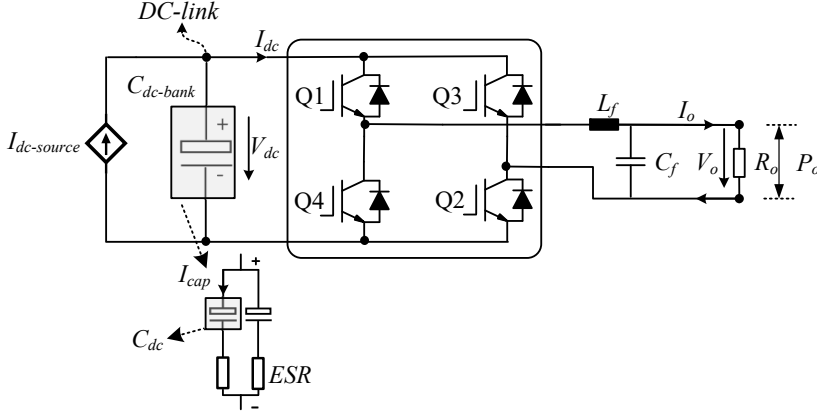 DC-link
I_dc
C_dc-bank
Q1
Q3
L_f
I_o
+
I_dc-source
V_dc
C_f
V_o
R_o
P_o
-
Q4
Q2
I_cap
+
C_dc
ESR
-